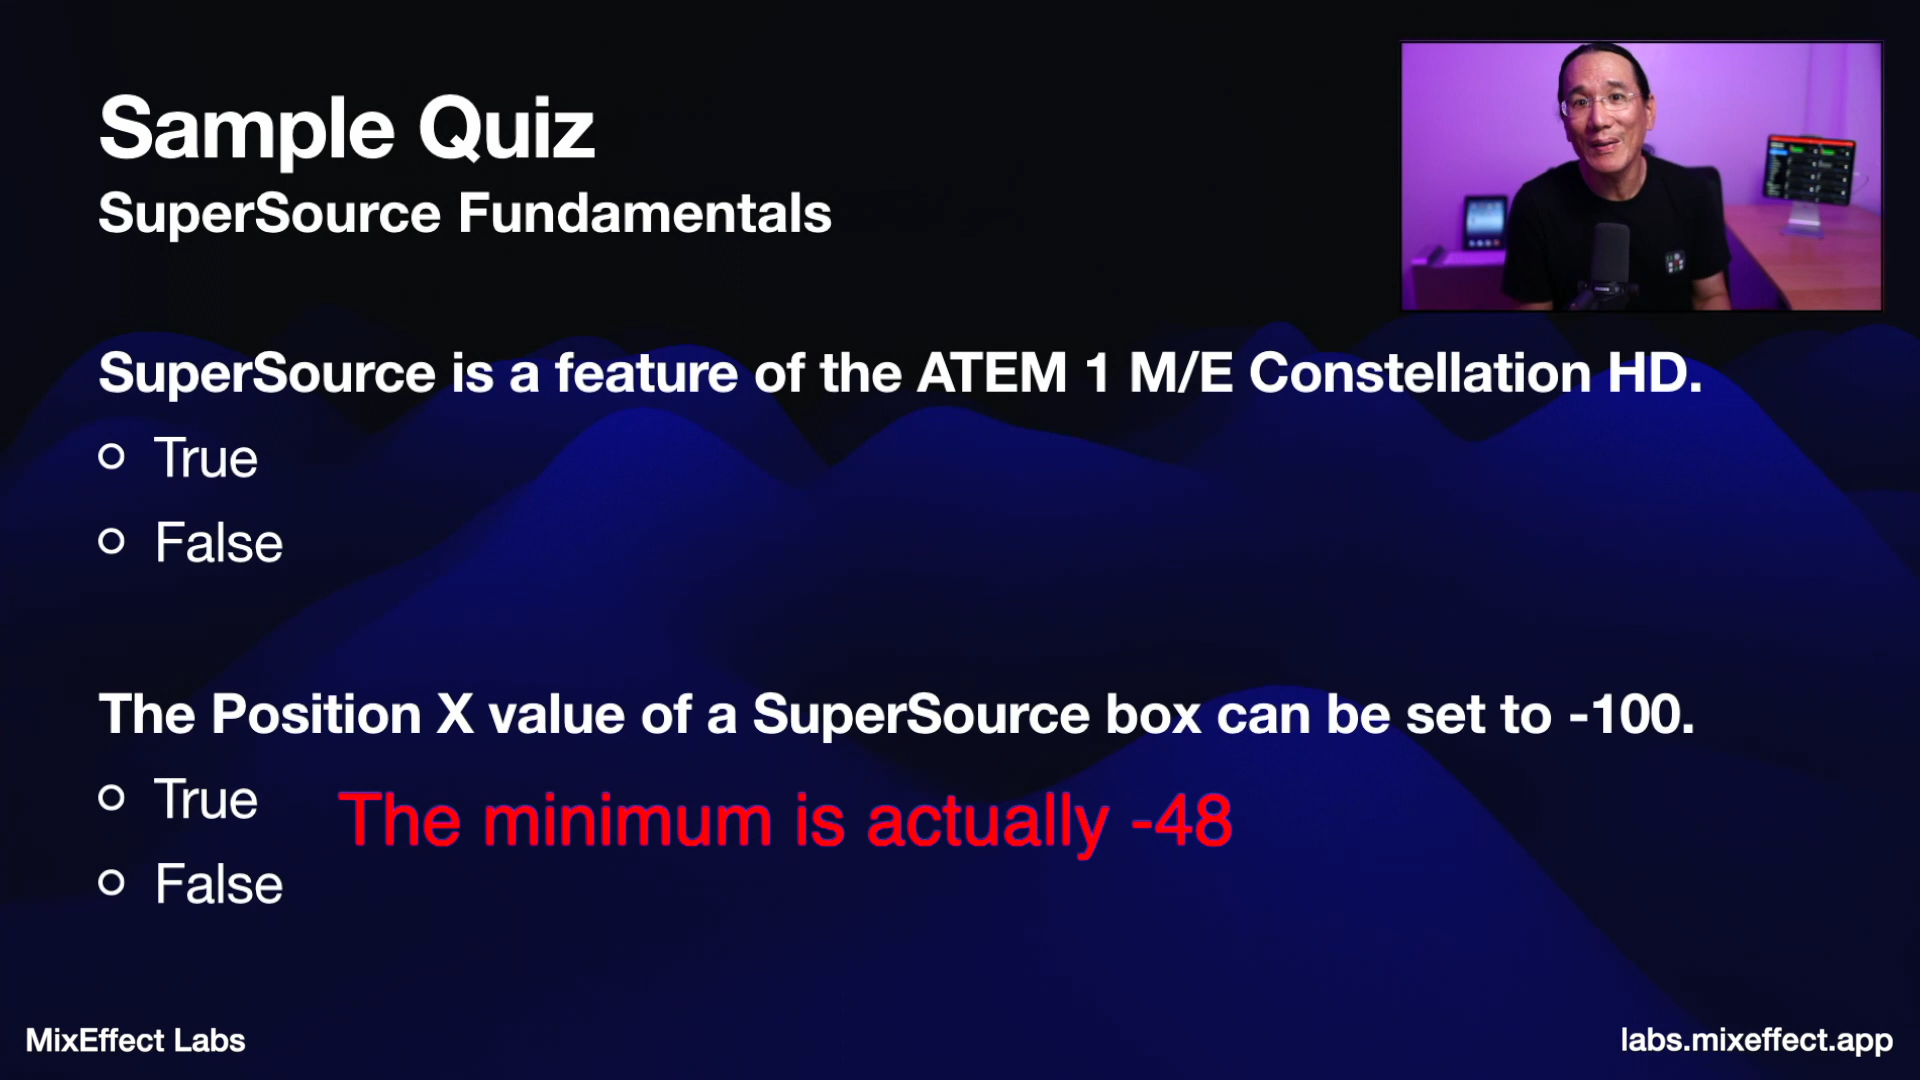 Sample Quiz
SuperSource Fundamentals
SuperSource is a feature of the ATEM 1 M/E Constellation HD.
True
False
The Position X value of a SuperSource box can be set to -100.
True
The minimum is actually -48
False
MixEffect Labs
labs.mixeffect.app